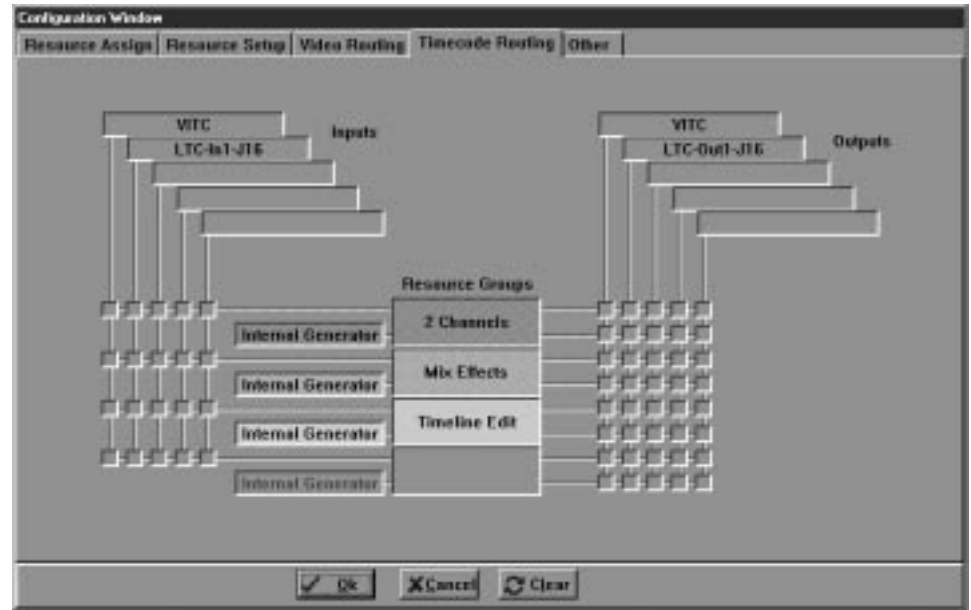 Configuration Window
Resource Assign Resource Setup Video Routing Timecode Routing Other
VITC
LTC-In1-J16
Inputs
VITC
LTC-Out1-J16
Outputs
Resource Groups
2 Channels
Internal Generator
Mix Effects
Internal Generator
Timeline Edit
Internal Generator
Internal Generator
Ok Cancel Clear